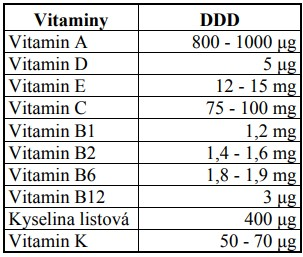 Vitaminy DDD
Vitamin A 800 - 1000 μg
Vitamin D 5 μg
Vitamin E 12 - 15 mg
Vitamin C 75 - 100 mg
Vitamin B1 1,2 mg
Vitamin B2 1,4 - 1,6 mg
Vitamin B6 1,8 - 1,9 mg
Vitamin B12 3 μg
Kyselina listová 400 μg
Vitamin K 50 - 70 μg